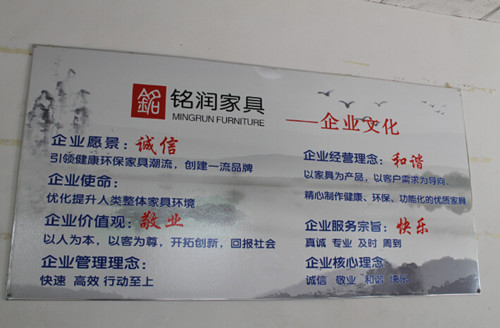 銘 铭润家具
MINGRUN FURNITURE
——企业文化
企业愿景：诚信
引领健康环保家具潮流，创建一流品牌
企业使命：
优化提升人类整体家具环境
企业价值观：敬业
以人为本，以客为尊，开拓创新，回报社会
企业管理理念：
快速 高效 行动至上
企业经营理念：和谐
以家具为产品，以客户需求为导向、
精心制作健康、环保、功能化的优质家具
企业服务宗旨：快乐
真诚 专业 及时 周到
企业核心理念
诚信 敬业 和谐 快乐